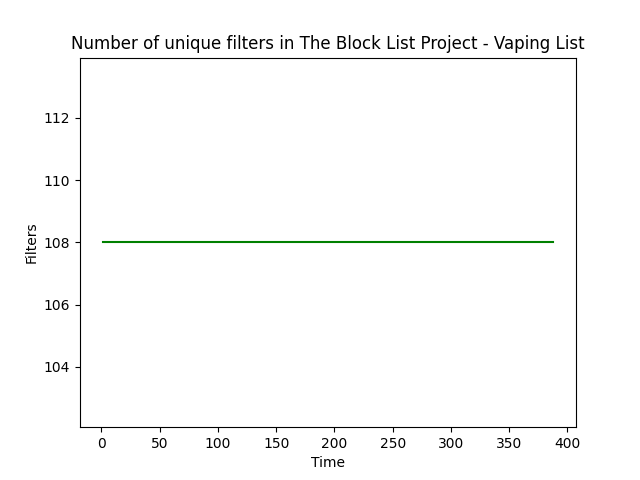 Number of unique filters in The Block List Project - Vaping List
112
110
108
106
104
Filters
0 50 100 150 200 250 300 350 400
Time